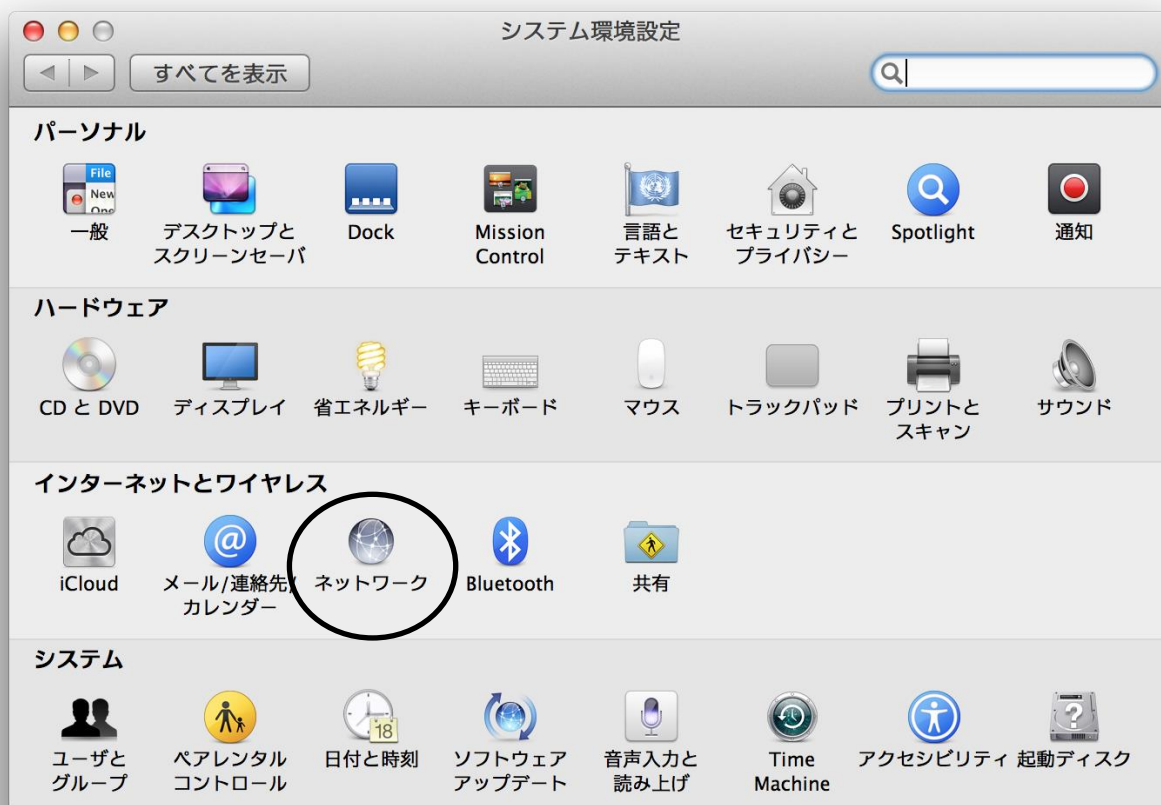 システム環境設定
すべてを表示
パーソナル
File
New
一般
デスクトップと
スクリーンセーバ
Dock
Mission
Control
言語と
テキスト
セキュリティと
プライバシー
Spotlight
通知
ハードウェア
CD と DVD
ディスプレイ
省エネルギー
キーボード
マウス
トラックパッド
プリントと
スキャン
サウンド
インターネットとワイヤレス
iCloud
@
メール/連絡先/
カレンダー
ネットワーク
Bluetooth
共有
システム
ユーザと
グループ
ペアレンタル
コントロール
18
日付と時刻
ソフトウェア
アップデート
音声入力と
読み上げ
Time
Machine
アクセシビリティ
?
起動ディスク